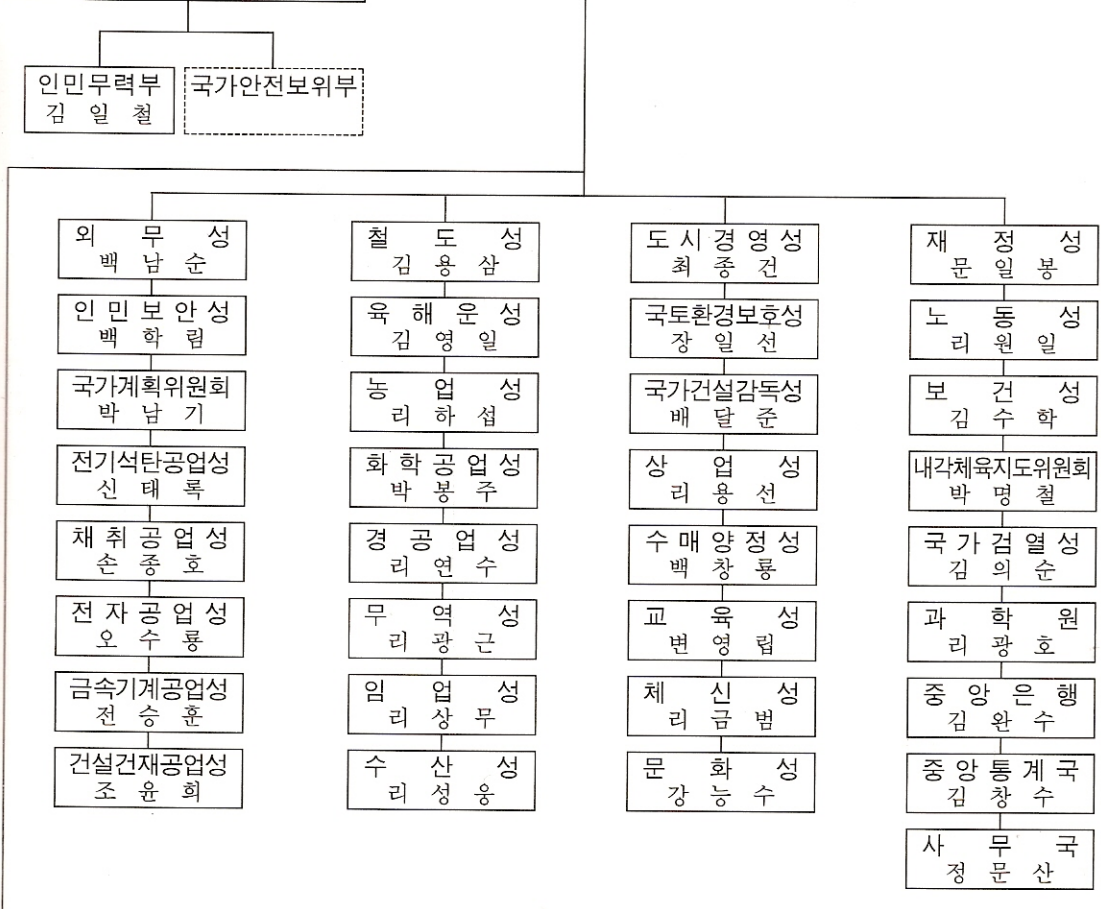 인민무력부
김 일 철
국가안전보위부
외 무 성
백 남 순
인 민 보 안 성
백 학 림
국가계획위원회
박 남 기
전기석탄공업성
신 태 록
채 취 공 업 성
손 종 호
전 자 공 업 성
오 수 룡
금속기계공업성
전 승 훈
건설건재공업성
조 윤 희
철 도 성
김 용 삼
육 해 운 성
김 영 일
농 업 성
리 하 섭
화 학 공 업 성
박 봉 주
경 공 업 성
리 연 수
무 역 성
리 광 근
임 업 성
리 상 무
수 산 성
리 성 웅
도 시 경 영 성
최 종 건
국토환경보호성
장 일 선
국가건설감독성
배 달 준
상 업 성
리 용 선
수 매 양 정 성
백 창 룡
교 육 성
변 영 립
체 신 성
리 금 범
문 화 성
강 능 수
재 정 성
문 일 봉
노 동 성
리 원 일
보 건 성
김 수 학
내각체육지도위원회
박 명 철
국 가 검 열 성
김 의 순
과 학 원
리 광 호
중 앙 은 행
김 완 수
중 앙 통 계 국
김 창 수
사 무 국
정 문 산